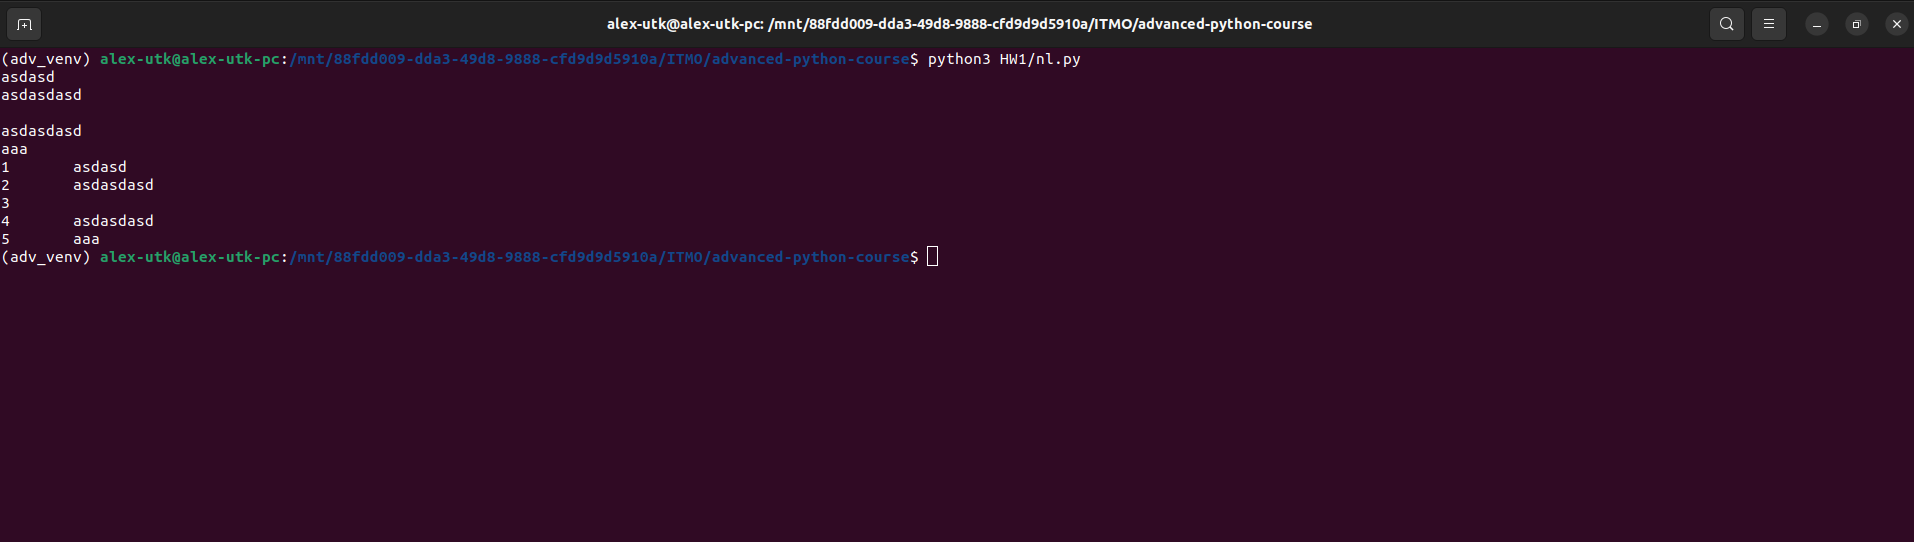 alex-utk@alex-utk-pc: /mnt/88fdd009-dda3-49d8-9888-cfd9d9d5910a/ITMO/advanced-python-course
(adv_venv) alex-utk@alex-utk-pc:/mnt/88fdd009-dda3-49d8-9888-cfd9d9d5910a/ITMO/advanced-python-course$ python3 HW1/nl.py
asdasd
asdasdasd

asdasdasd
aaa
1       asdasd
2       asdasdasd
3
4       asdasdasd
5       aaa
(adv_venv) alex-utk@alex-utk-pc:/mnt/88fdd009-dda3-49d8-9888-cfd9d9d5910a/ITMO/advanced-python-course$